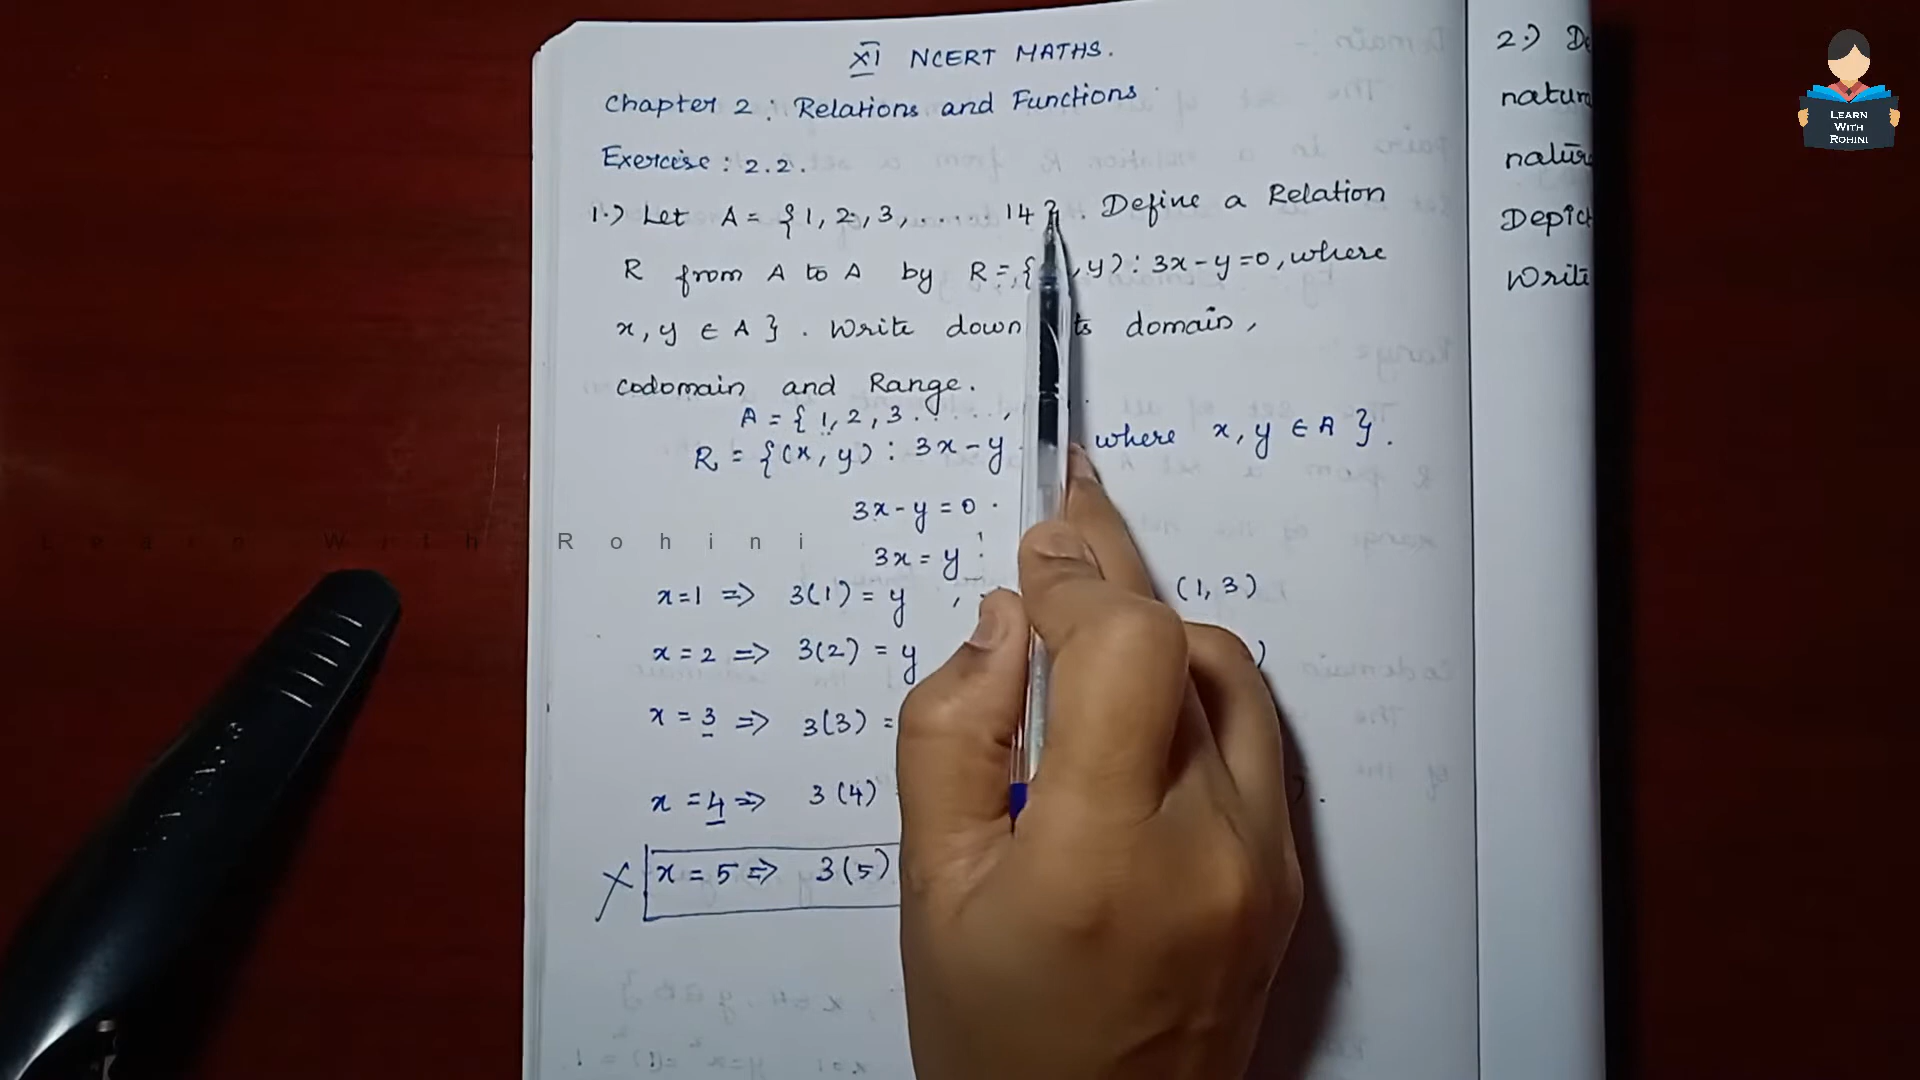 XI NCERT MATHS.
Chapter 2 : Relations and Functions
Exercise : 2.2.
1.) Let A = {1, 2, 3, ..... 14}. Define a Relation
R from A to A by R = { , y) : 3x - y = 0, where
x, y ∈ A } . Write down domain,
codomain and Range.
A = { 1, 2, 3 . . . . ,
R = {(x, y) : 3x - y where x, y ∈ A }.
3x - y = 0 .
3x = y
x = 1 => 3(1) = y , (1, 3)
x = 2 => 3(2) = y )
x = 3 => 3(3) =
x = 4 => 3(4) ).
X x = 5 => 3(5)
2.) 
Write
LEARN
WITH
ROHINI
Learn With Rohini